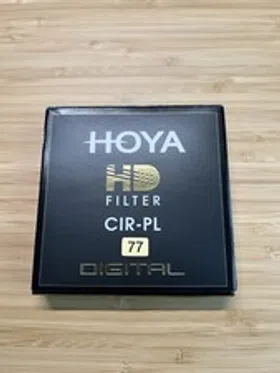 HOYA
HD
FILTER
CIR-PL
77
DIGITAL